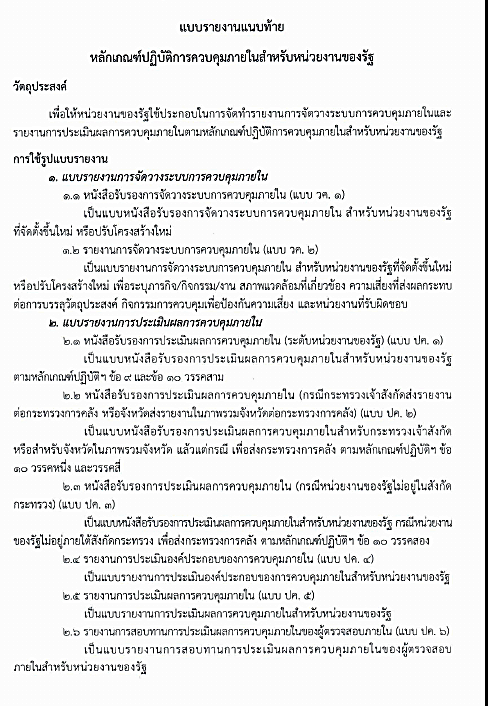 แบบรายงานแนบท้าย
หลักเกณฑ์ปฏิบัติการควบคุมภายในสำหรับหน่วยงานของรัฐ
วัตถุประสงค์
เพื่อให้หน่วยงานของรัฐใช้ประกอบในการจัดทำรายงานการจัดวางระบบการควบคุมภายในและ
รายงานการประเมินผลการควบคุมภายในตามหลักเกณฑ์ปฏิบัติการควบคุมภายในสำหรับหน่วยงานของรัฐ
การใช้รูปแบบรายงาน
๑. แบบรายงานการจัดวางระบบการควบคุมภายใน
๑.๑ หนังสือรับรองการจัดวางระบบการควบคุมภายใน (แบบ วค. ๑)
เป็นแบบหนังสือรับรองการจัดวางระบบการควบคุมภายใน สำหรับหน่วยงานของรัฐ
ที่จัดตั้งขึ้นใหม่ หรือปรับโครงสร้างใหม่
๑.๒ รายงานการจัดวางระบบการควบคุมภายใน (แบบ วค. ๒)
เป็นแบบรายงานการจัดวางระบบการควบคุมภายใน สำหรับหน่วยงานของรัฐที่จัดตั้งขึ้นใหม่
หรือปรับโครงสร้างใหม่ เพื่อระบุภารกิจ/กิจกรรม/งาน สภาพแวดล้อมที่เกี่ยวข้อง ความเสี่ยงที่ส่งผลกระทบ
ต่อการบรรลุวัตถุประสงค์ กิจกรรมการควบคุมเพื่อป้องกันความเสี่ยง และหน่วยงานที่รับผิดชอบ
๒. แบบรายงานการประเมินผลการควบคุมภายใน
๒.๑ หนังสือรับรองการประเมินผลการควบคุมภายใน (ระดับหน่วยงานของรัฐ) (แบบ ปค. ๑)
เป็นแบบหนังสือรับรองการประเมินผลการควบคุมภายในสำหรับหน่วยงานของรัฐ
ตามหลักเกณฑ์ปฏิบัติฯ ข้อ ๙ และข้อ ๑๐ วรรคสาม
๒.๒ หนังสือรับรองการประเมินผลการควบคุมภายใน (กรณีกระทรวงเจ้าสังกัดส่งรายงาน
ต่อกระทรวงการคลัง หรือจังหวัดส่งรายงานในภาพรวมจังหวัดต่อกระทรวงการคลัง) (แบบ ปค. ๒)
เป็นแบบหนังสือรับรองการประเมินผลการควบคุมภายในสำหรับกระทรวงเจ้าสังกัด
หรือสำหรับจังหวัดในภาพรวมจังหวัด แล้วแต่กรณี เพื่อส่งกระทรวงการคลัง ตามหลักเกณฑ์ปฏิบัติฯ ข้อ
๑๐ วรรคหนึ่ง และวรรคสี่
๒.๓ หนังสือรับรองการประเมินผลการควบคุมภายใน (กรณีหน่วยงานของรัฐไม่อยู่ในสังกัด
กระทรวง) (แบบ ปค. ๓)
เป็นแบบหนังสือรับรองการประเมินผลการควบคุมภายในสำหรับหน่วยงานของรัฐ กรณีหน่วยงาน
ของรัฐไม่อยู่ภายใต้สังกัดกระทรวง เพื่อส่งกระทรวงการคลัง ตามหลักเกณฑ์ปฏิบัติฯ ข้อ ๑๐ วรรคสอง
๒.๔ รายงานการประเมินองค์ประกอบของการควบคุมภายใน (แบบ ปค. ๔)
เป็นแบบรายงานการประเมินองค์ประกอบของการควบคุมภายในสำหรับหน่วยงานของรัฐ
๒.๕ รายงานการประเมินผลการควบคุมภายใน (แบบ ปค. ๕)
เป็นแบบรายงานการประเมินผลการควบคุมภายในสำหรับหน่วยงานของรัฐ
๒.๖ รายงานการสอบทานการประเมินผลการควบคุมภายในของผู้ตรวจสอบภายใน (แบบ ปค. ๖)
เป็นแบบรายงานการสอบทานการประเมินผลการควบคุมภายในของผู้ตรวจสอบ
ภายในสำหรับหน่วยงานของรัฐ